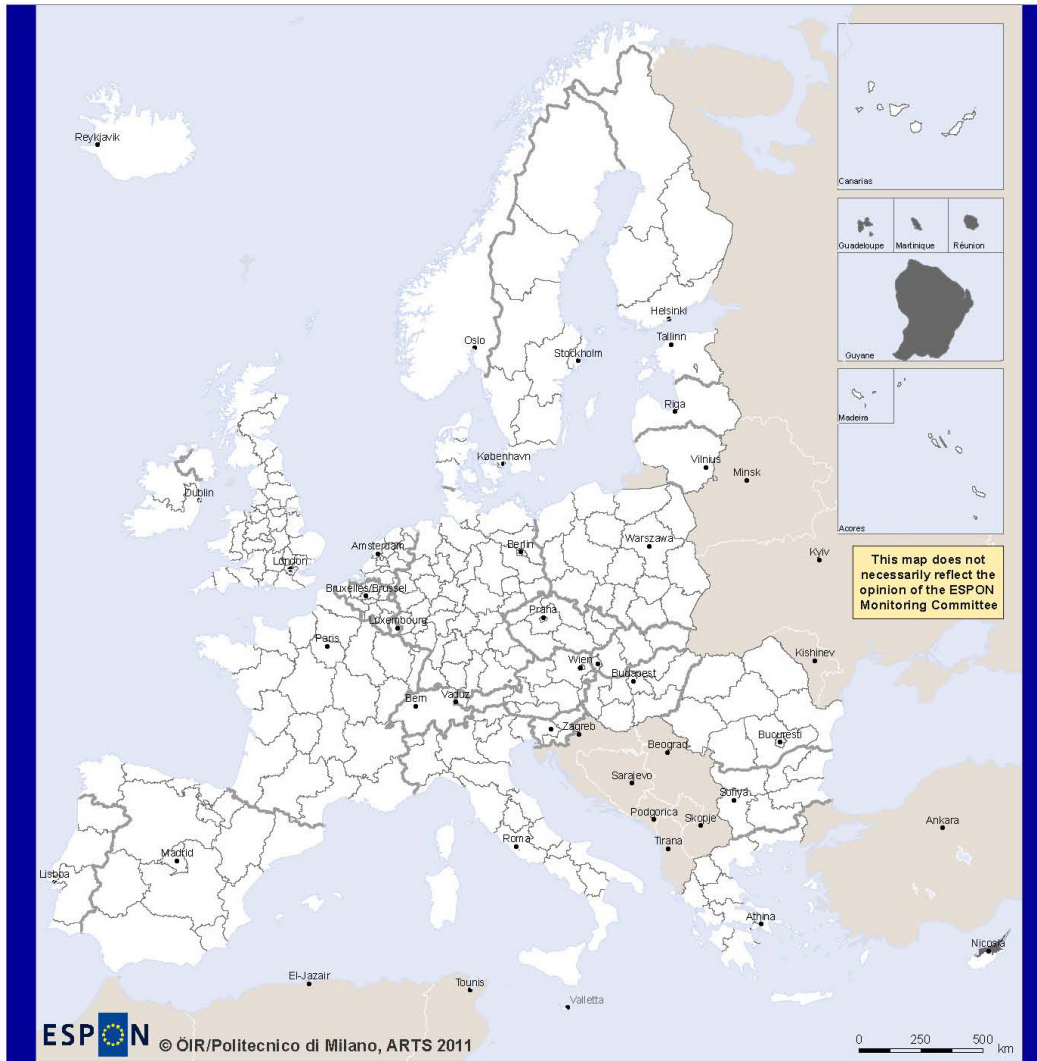 Reykjavik
Canarias
Guadeloupe
Martinique
Réunion
Helsinki
Oslo
Tallinn
Stockholm
Guyane
Riga
Madeira
København
Vilnius
Minsk
Dublin
Acores
Amsterdam
Berlin
Warszawa
London
Kyiv
This map does not
necessarily reflect the
opinion of the ESPON
Monitoring Committee
Bruxelles/Brüssel
Praha
Luxembourg
Paris
Kishinev
Wien
Budapest
Bern
Vaduz
Zagreb
Bucuresti
Beograd
Sarajevo
Sofiya
Podgorica
Skopje
Ankara
Roma
Tirana
Madrid
Lisboa
Athina
Nicosia
El-Jazair
Tounis
Valletta
ESPON
© ÖIR/Politecnico di Milano, ARTS 2011
0 250 500
km